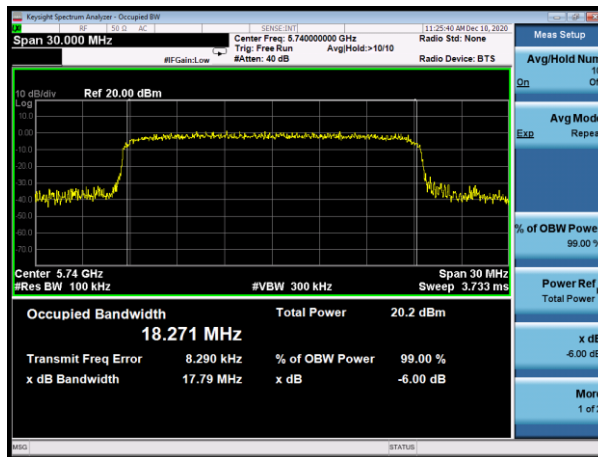 Keysight Spectrum Analyzer - Occupied BW
RF 50 Ω AC SENSE:INT 11:25:40 AM Dec 10, 2020
Span 30.000 MHz
Center Freq: 5.740000000 GHz
Radio Std: None
Trig: Free Run Avg|Hold:>10/10
#IFGain:Low #Atten: 40 dB Radio Device: BTS
10 dB/div Ref 20.00 dBm
Log
10.0
0.00
-10.0
-20.0
-30.0
-40.0
-50.0
-60.0
-70.0
Center 5.74 GHz Span 30 MHz
#Res BW 100 kHz #VBW 300 kHz Sweep 3.733 ms
Occupied Bandwidth Total Power 20.2 dBm
18.271 MHz
Transmit Freq Error 8.290 kHz % of OBW Power 99.00 %
x dB Bandwidth 17.79 MHz x dB -6.00 dB
MSG STATUS
Meas Setup
Avg/Hold Num
10
On Of
Avg Mode
Exp Repea
% of OBW Power
99.00 %
Power Ref
Total Power
x dB
-6.00 dB
More
1 of 2